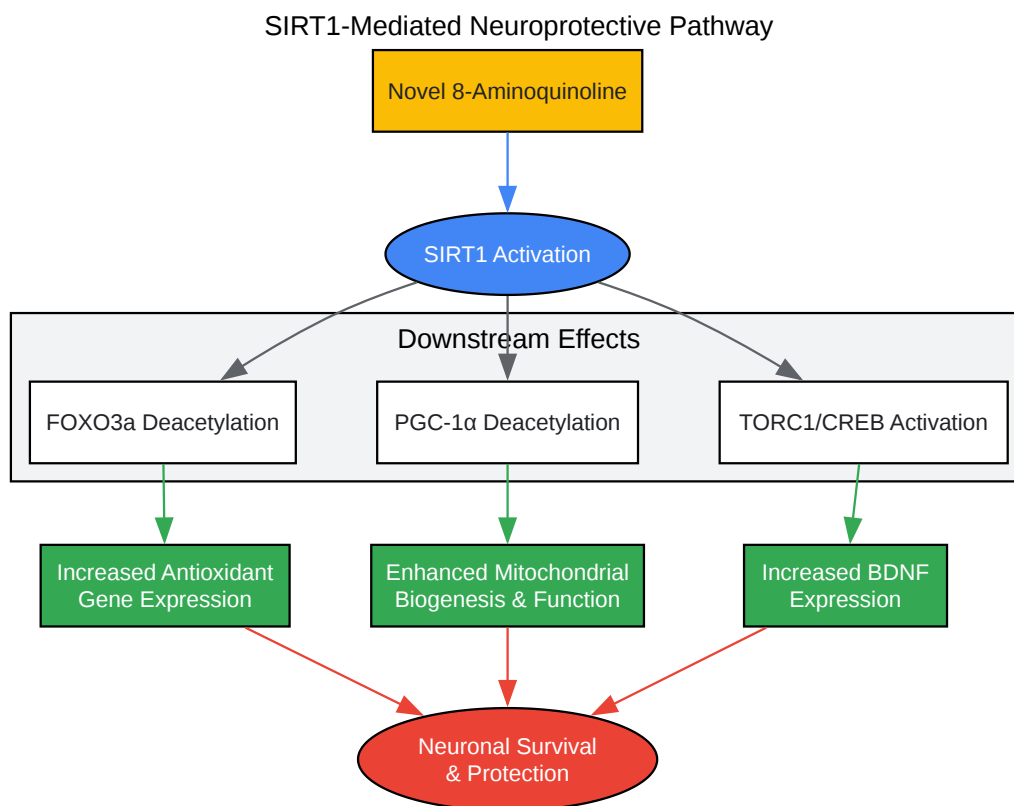 SIRT1-Mediated Neuroprotective Pathway
Novel 8-Aminoquinoline
SIRT1 Activation
Downstream Effects
FOXO3a Deacetylation
PGC-1α Deacetylation
TORC1/CREB Activation
Increased Antioxidant
Gene Expression
Enhanced Mitochondrial
Biogenesis & Function
Increased BDNF
Expression
Neuronal Survival
& Protection